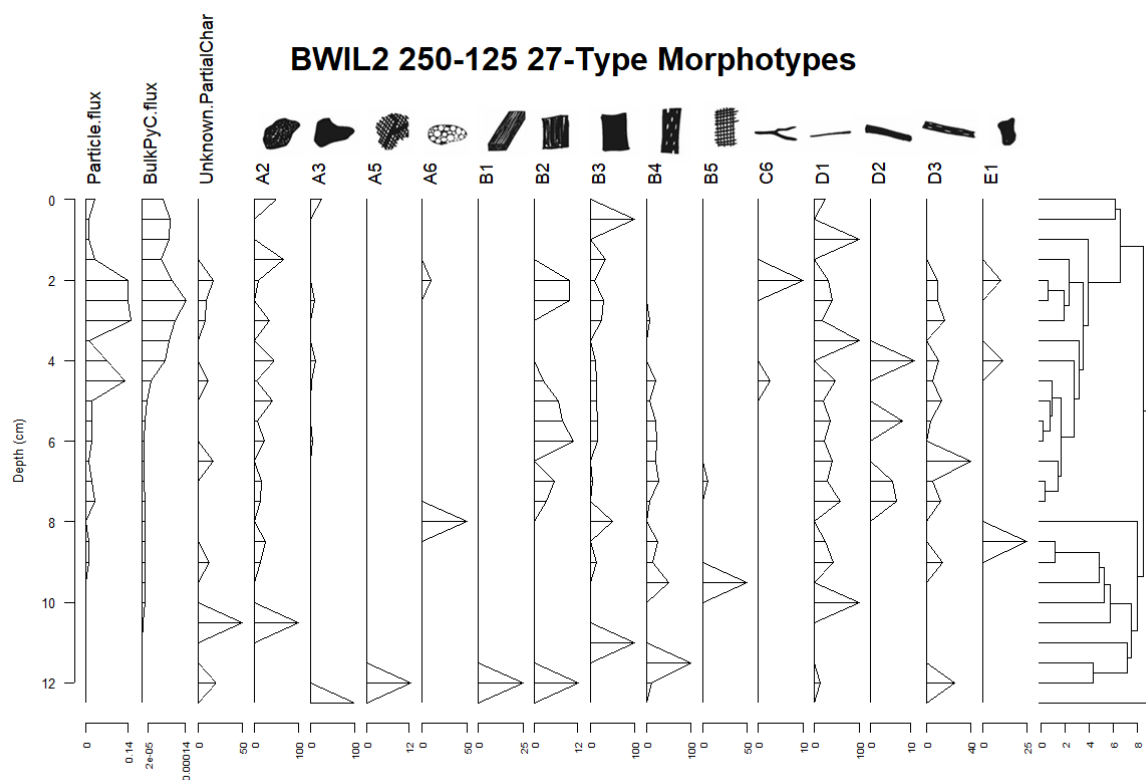 BWIL2 250-125 27-Type Morphotypes
Particle.flux
BulkPyC.flux
Unknown.PartialChar
A2
A3
A5
A6
B1
B2
B3
B4
B5
C6
D1
D2
D3
E1
Depth (cm)
0
2
4
6
8
10
12
0 0.14
2e-05 0.00014
0 50
0 100
0 100
0 12
0 50
0 25
0 12
0 100
0 100
0 50
0 10
0 100
0 10
0 40
0 25
0 2 4 6 8